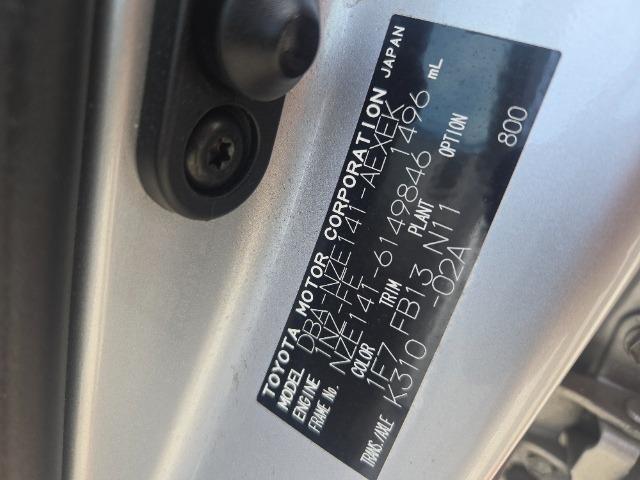 TOYOTA MOTOR CORPORATION JAPAN
MODEL DBA-NZE141-AEXEK
ENGINE 1NZ-FE 1496 mL
FRAME No. NZE141-6149846
COLOR TRIM PLANT OPTION
1E7 FB13 N11 800
TRANS./AXLE K310 -02A